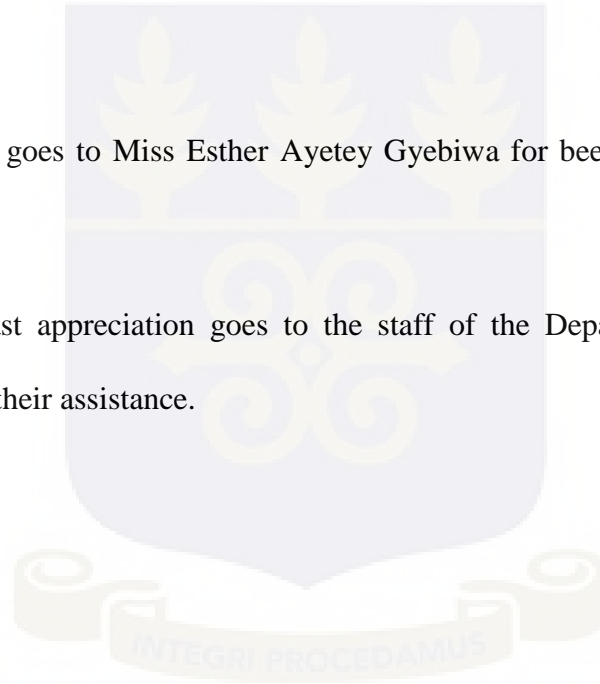 goes to Miss Esther Ayetey Gyebiwa for bee
st appreciation goes to the staff of the Depa
their assistance.
INTEGRI PROCEDAMUS